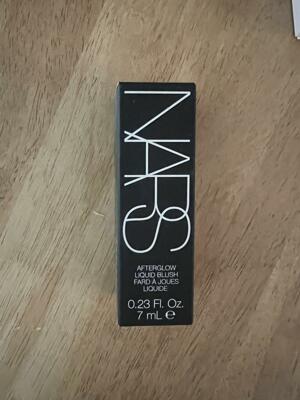 NARS
AFTERGLOW
LIQUID BLUSH
FARD À JOUES
LIQUIDE
0.23 Fl. Oz.
7 mL ℮